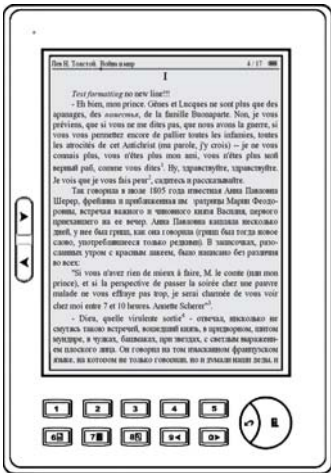 Лев Н. Толстой. Война и мир 4 / 17
I
Test formatting no new line!!!
- Eh bien, mon prince. Gênes et Lucques ne sont plus que des
apanages, des поместья, de la famille Buonaparte. Non, je vous
préviens, que si vous ne me dites pas, que nous avons la guerre, si
vous vous permettez encore de pallier toutes les infamies, toutes
les atrocités de cet Antichrist (ma parole, j'y crois) -- je ne vous
connais plus, vous n'êtes plus mon ami, vous n'êtes plus мой
верный раб, comme vous dites¹. Ну, здравствуйте, здравствуйте.
Je vois que je vous fais peur², садитесь и рассказывайте.
Так говорила в июле 1805 года известная Анна Павловна
Шерер, фрейлина и приближенная им ратрицы Марии Феодо-
ровны, встречая важного и чиновного князя Василия, первого
приехавшего на ее вечер. Анна Павловна кашляла несколько
дней, у нее был грипп, как она говорила (грипп был тогда новое
слово, употреблявшееся только редкими). В записочках, разо-
сланных утром с красным лакеем, было написано без различия
во всех:
"Si vous n'avez rien de mieux à faire, M. le comte (или mon
prince), et si la perspective de passer la soirée chez une pauvre
malade ne vous effraye pas trop, je serai charmée de vous voir
chez moi entre 7 et 10 heures. Annette Scherer"³.
- Dieu, quelle virulente sortie⁴ - отвечал, нисколько не
смутясь такою встречей, вошедший князь, в придворном, шитом
мундире, в чулках, башмаках, при звездах, с светлым выражени-
ем плоского лица. Он говорил на том изысканном французском
языке, на котором не только говорили, но и думали наши деды, и
1 2 3 4 5
6 7 8 9 0